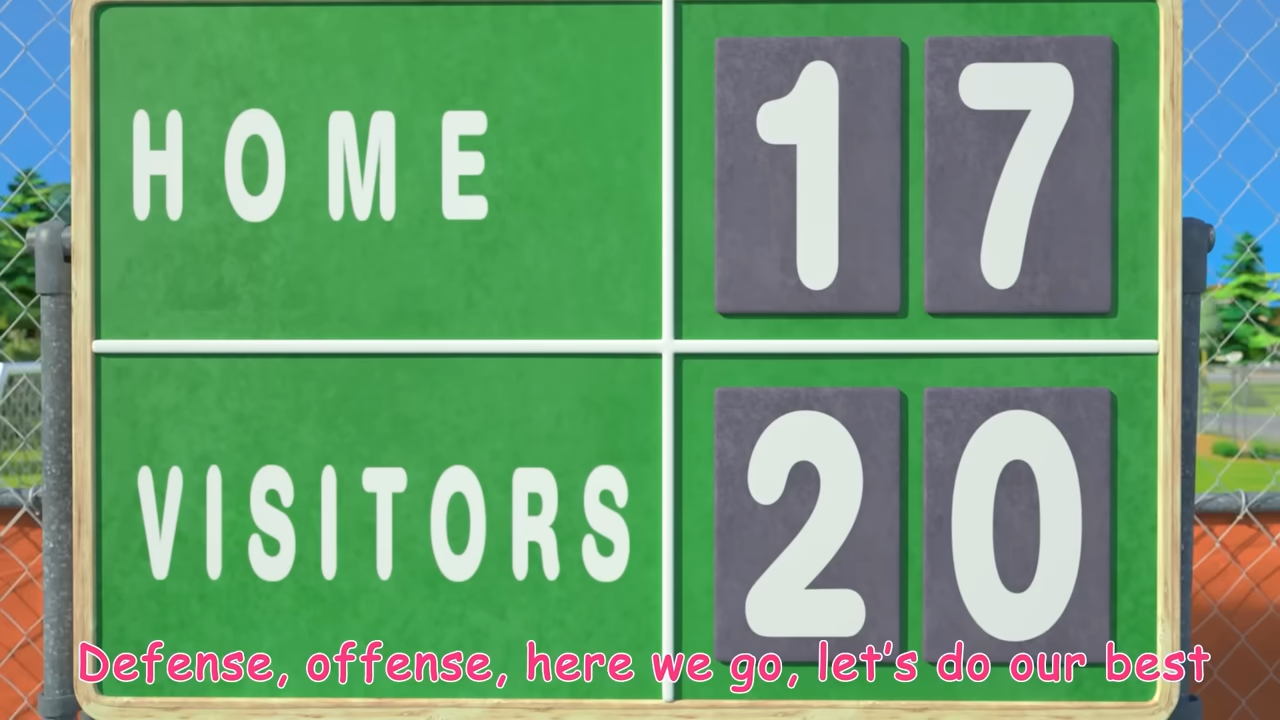 HOME 17
VISITORS 20
Defense, offense, here we go, let's do our best